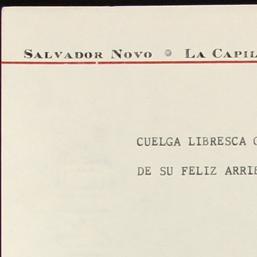 SALVADOR NOVO ● LA CAPIL
CUELGA LIBRESCA
DE SU FELIZ ARRIB